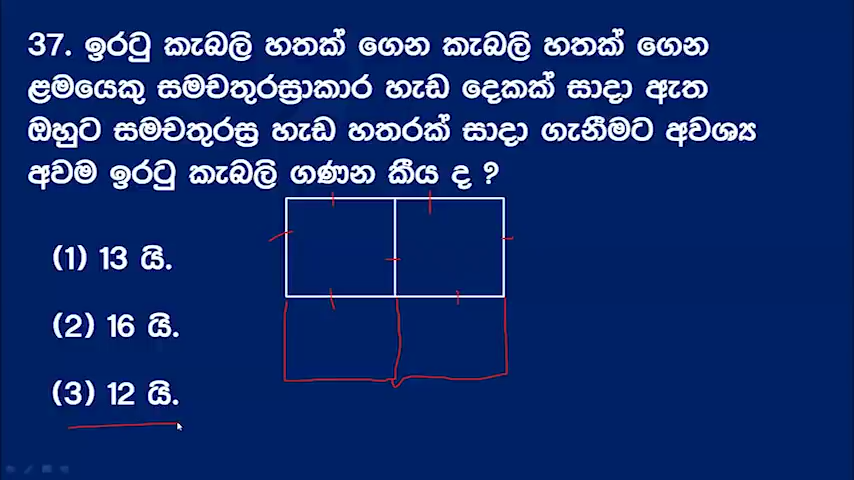 37. ඉරටු කැබලි හතක් ගෙන කැබලි හතක් ගෙන
ළමයෙකු සමචතුරස්‍රාකාර හැඩ දෙකක් සාදා ඇත
ඔහුට සමචතුරස්‍ර හැඩ හතරක් සාදා ගැනීමට අවශ්‍ය
අවම ඉරටු කැබලි ගණන කීය ද ?
(1) 13 යි.
(2) 16 යි.
(3) 12 යි.